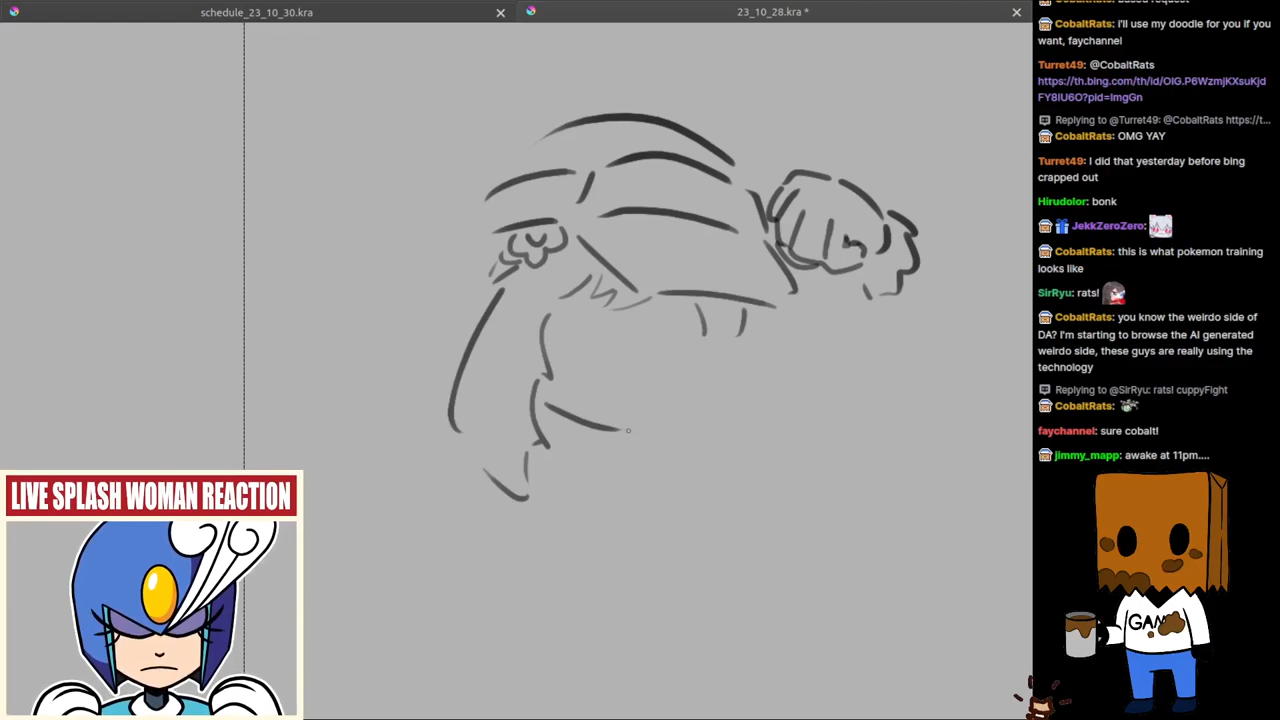 schedule_23_10_30.kra
23_10_28.kra *
CobaltRats: i'll use my doodle for you if you
want, faychannel
Turret49: @CobaltRats
https://th.bing.com/th/id/OIG.P6WzmjKXsuKjd
FY8IU6O?pid=ImgGn
Replying to @Turret49: @CobaltRats https://t...
CobaltRats: OMG YAY
Turret49: I did that yesterday before bing
crapped out
Hirudolor: bonk
JekkZeroZero:
CobaltRats: this is what pokemon training
looks like
SirRyu: rats!
CobaltRats: you know the weirdo side of
DA? I'm starting to browse the AI generated
weirdo side, these guys are really using the
technology
Replying to @SirRyu: rats! cuppyFight
CobaltRats:
faychannel: sure cobalt!
jimmy_mapp: awake at 11pm....
LIVE SPLASH WOMAN REACTION